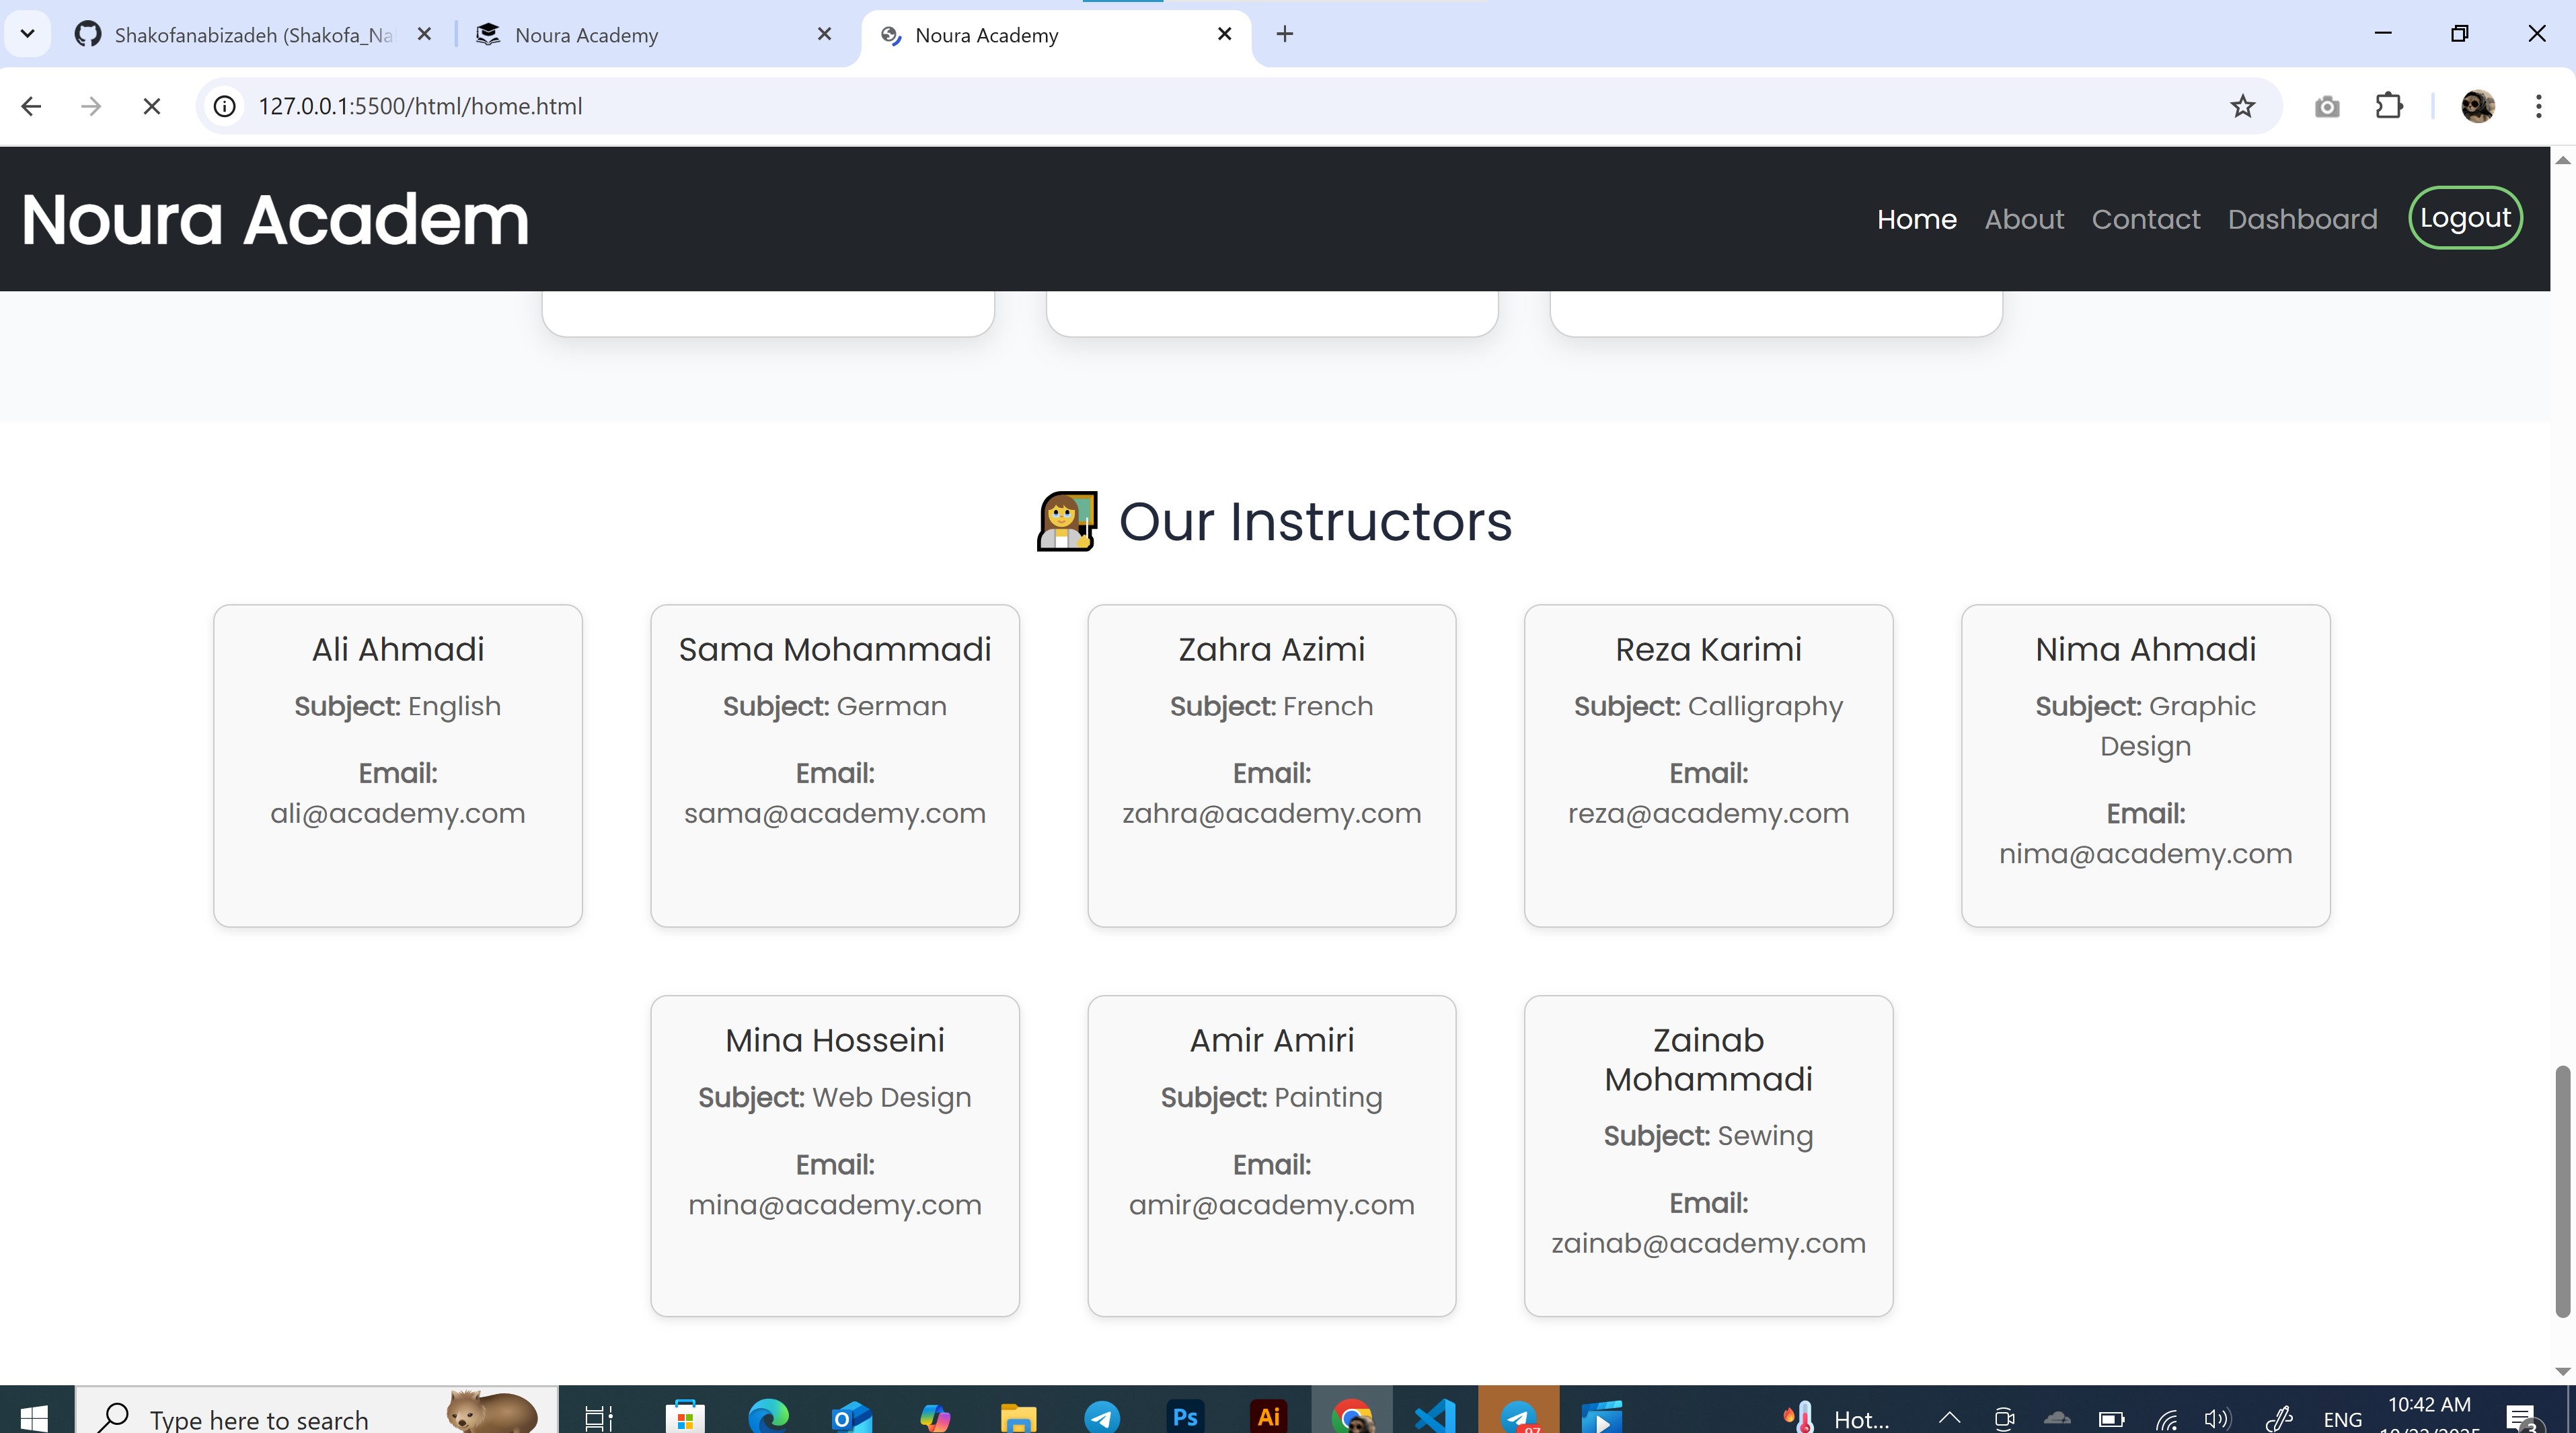 Shakofanabizadeh (Shakofa_Na
Noura Academy
Noura Academy
127.0.0.1:5500/html/home.html
Noura Academ
Home About Contact Dashboard Logout
Our Instructors
Ali Ahmadi
Subject: English
Email:
ali@academy.com
Sama Mohammadi
Subject: German
Email:
sama@academy.com
Zahra Azimi
Subject: French
Email:
zahra@academy.com
Reza Karimi
Subject: Calligraphy
Email:
reza@academy.com
Nima Ahmadi
Subject: Graphic
Design
Email:
nima@academy.com
Mina Hosseini
Subject: Web Design
Email:
mina@academy.com
Amir Amiri
Subject: Painting
Email:
amir@academy.com
Zainab
Mohammadi
Subject: Sewing
Email:
zainab@academy.com
Type here to search
Ps
Ai
97
Hot...
ENG
10:42 AM
3